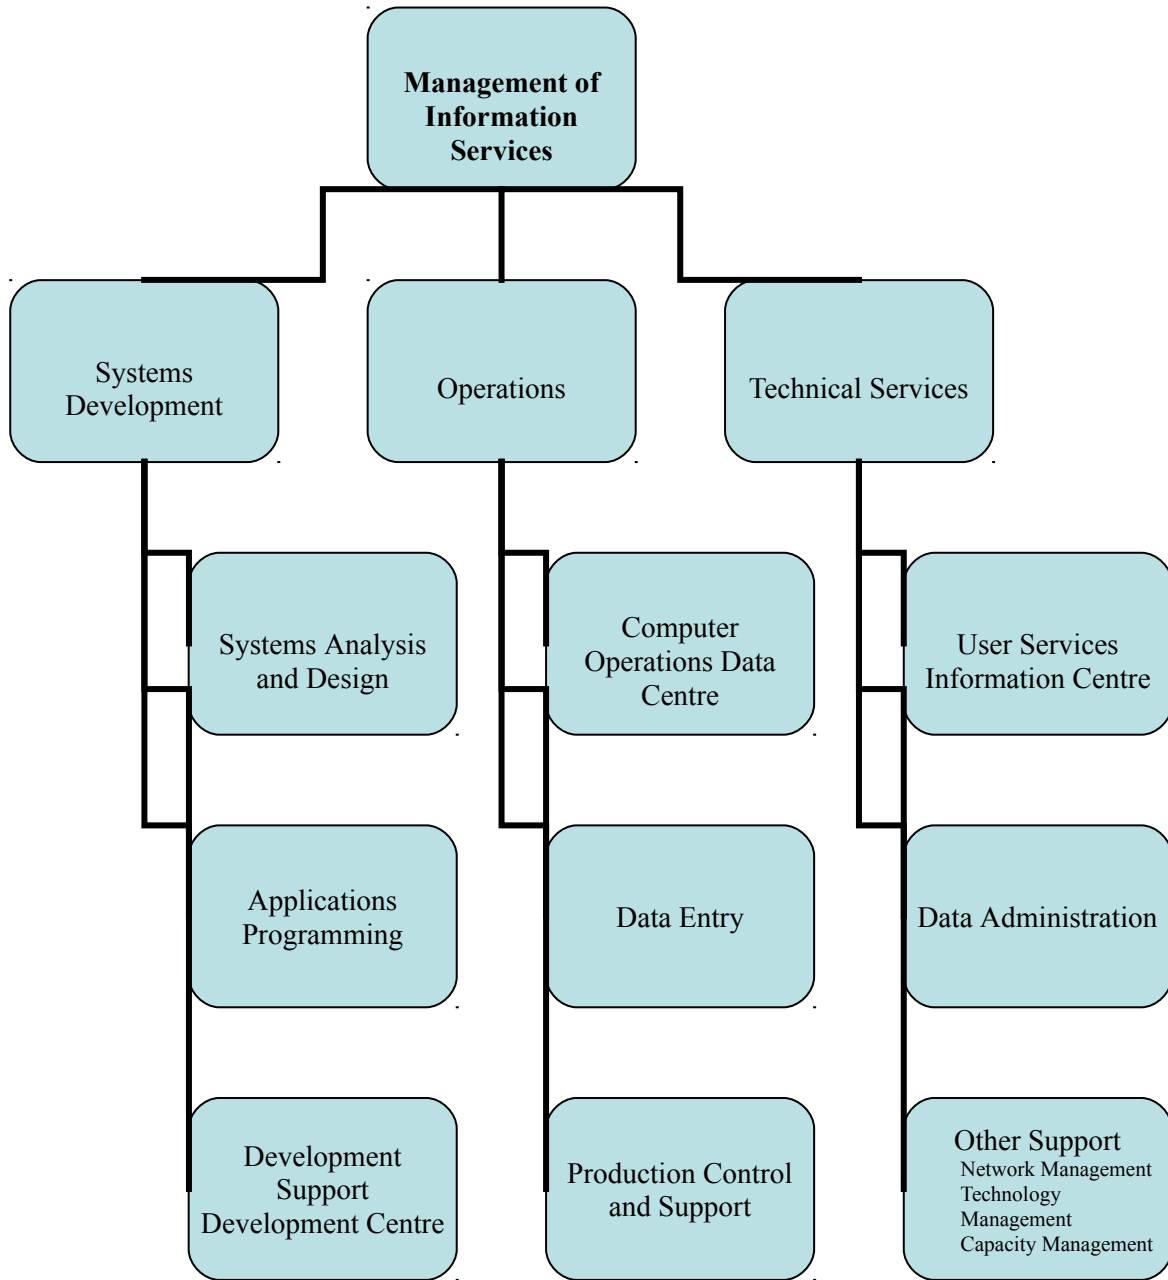 Management of
Information
Services
Systems
Development
Operations
Technical Services
Systems Analysis
and Design
Computer
Operations Data
Centre
User Services
Information Centre
Applications
Programming
Data Entry
Data Administration
Development
Support
Development Centre
Production Control
and Support
Other Support
Network Management
Technology
Management
Capacity Management